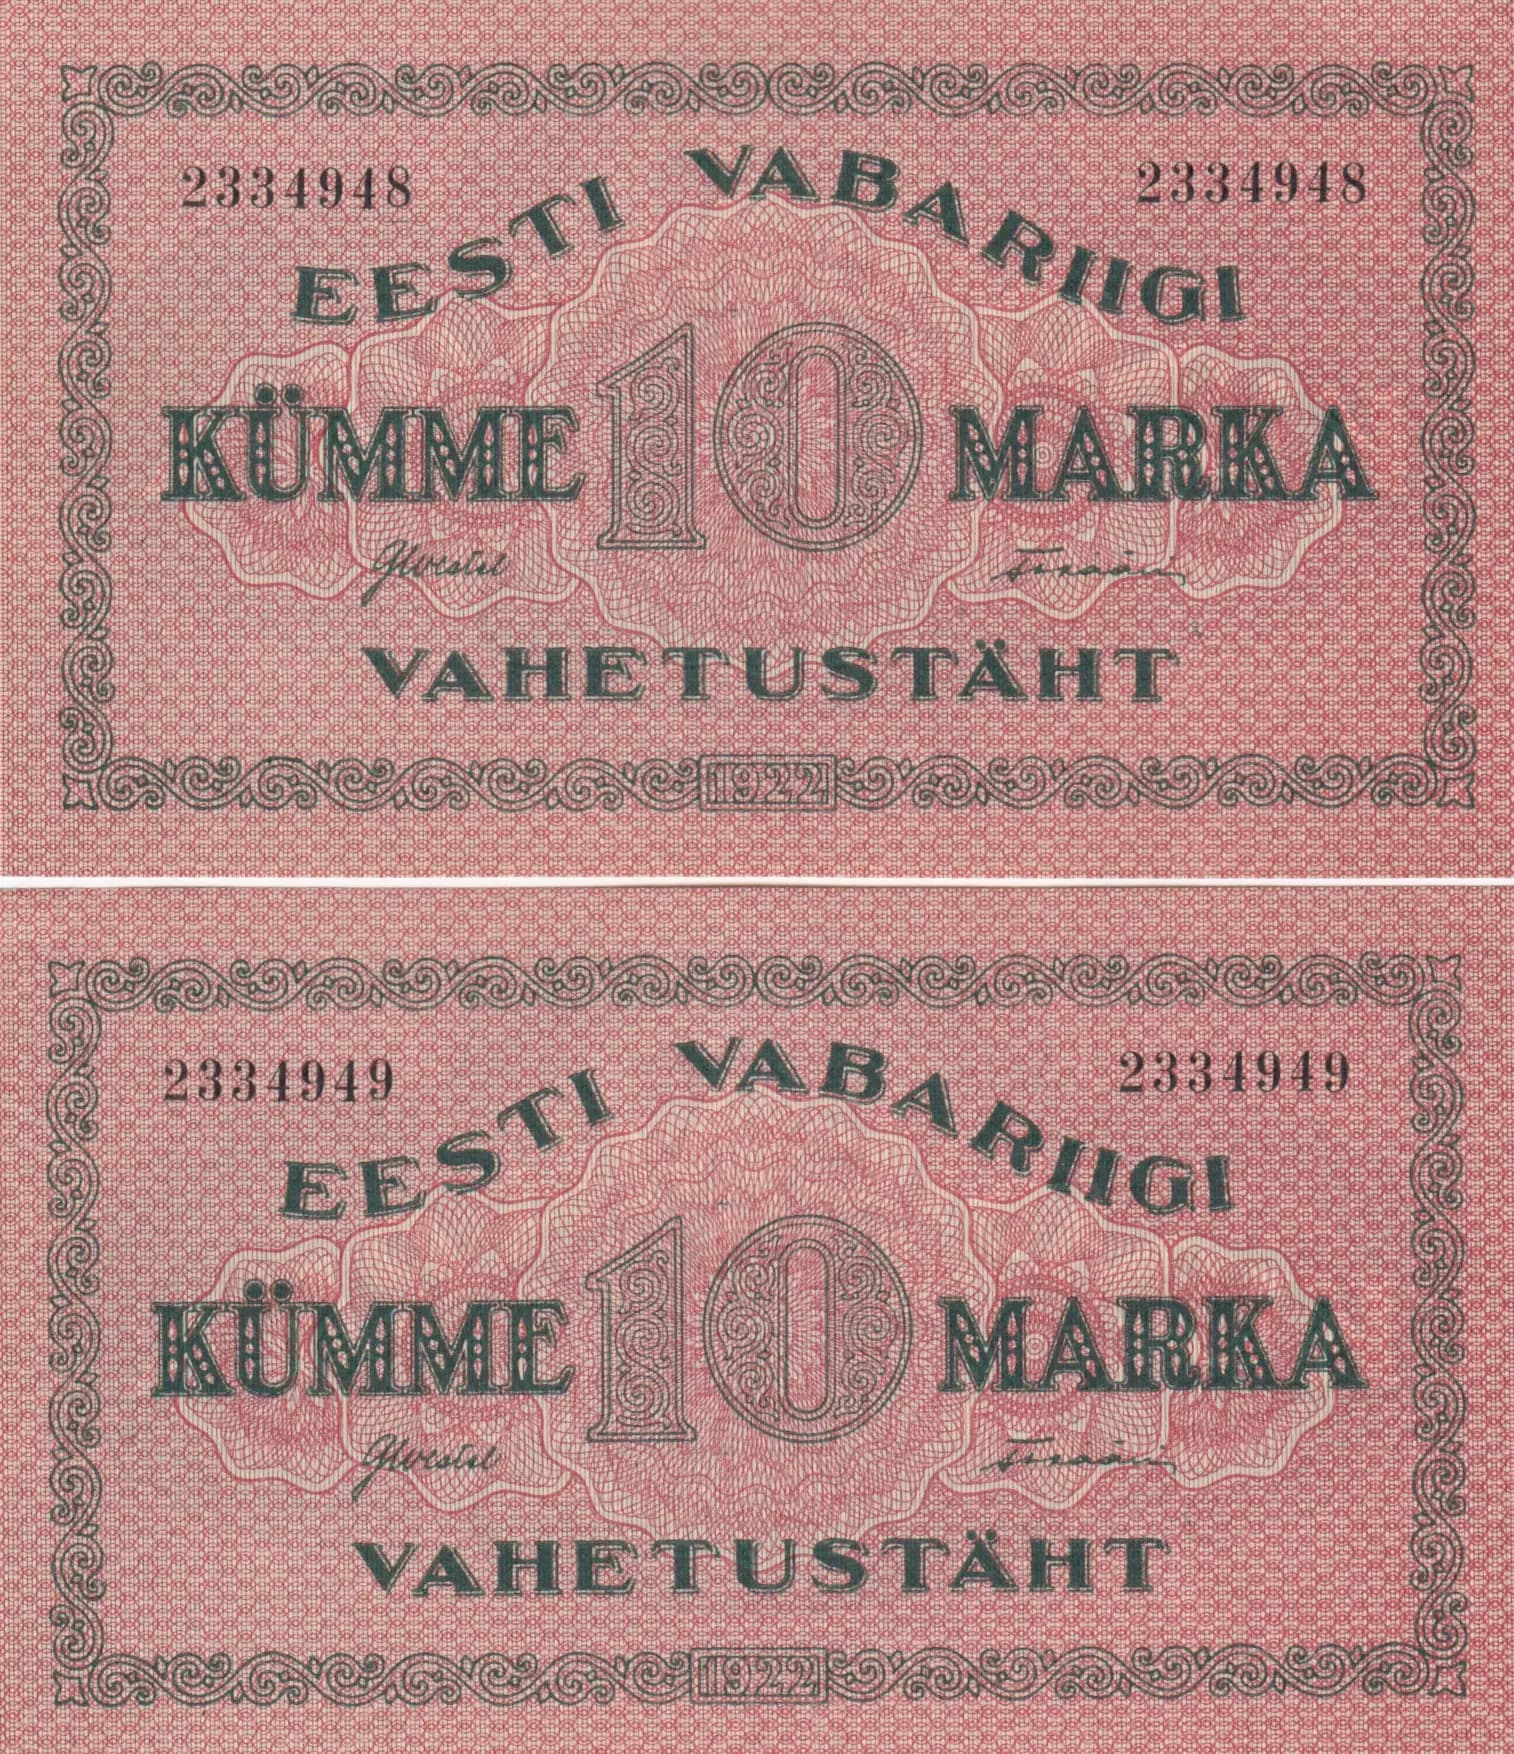 2334948 2334948
EESTI VABARIIGI
KÜMME 10 MARKA
VAHETUSTÄHT
1922
2334949 2334949
EESTI VABARIIGI
KÜMME 10 MARKA
VAHETUSTÄHT
1922